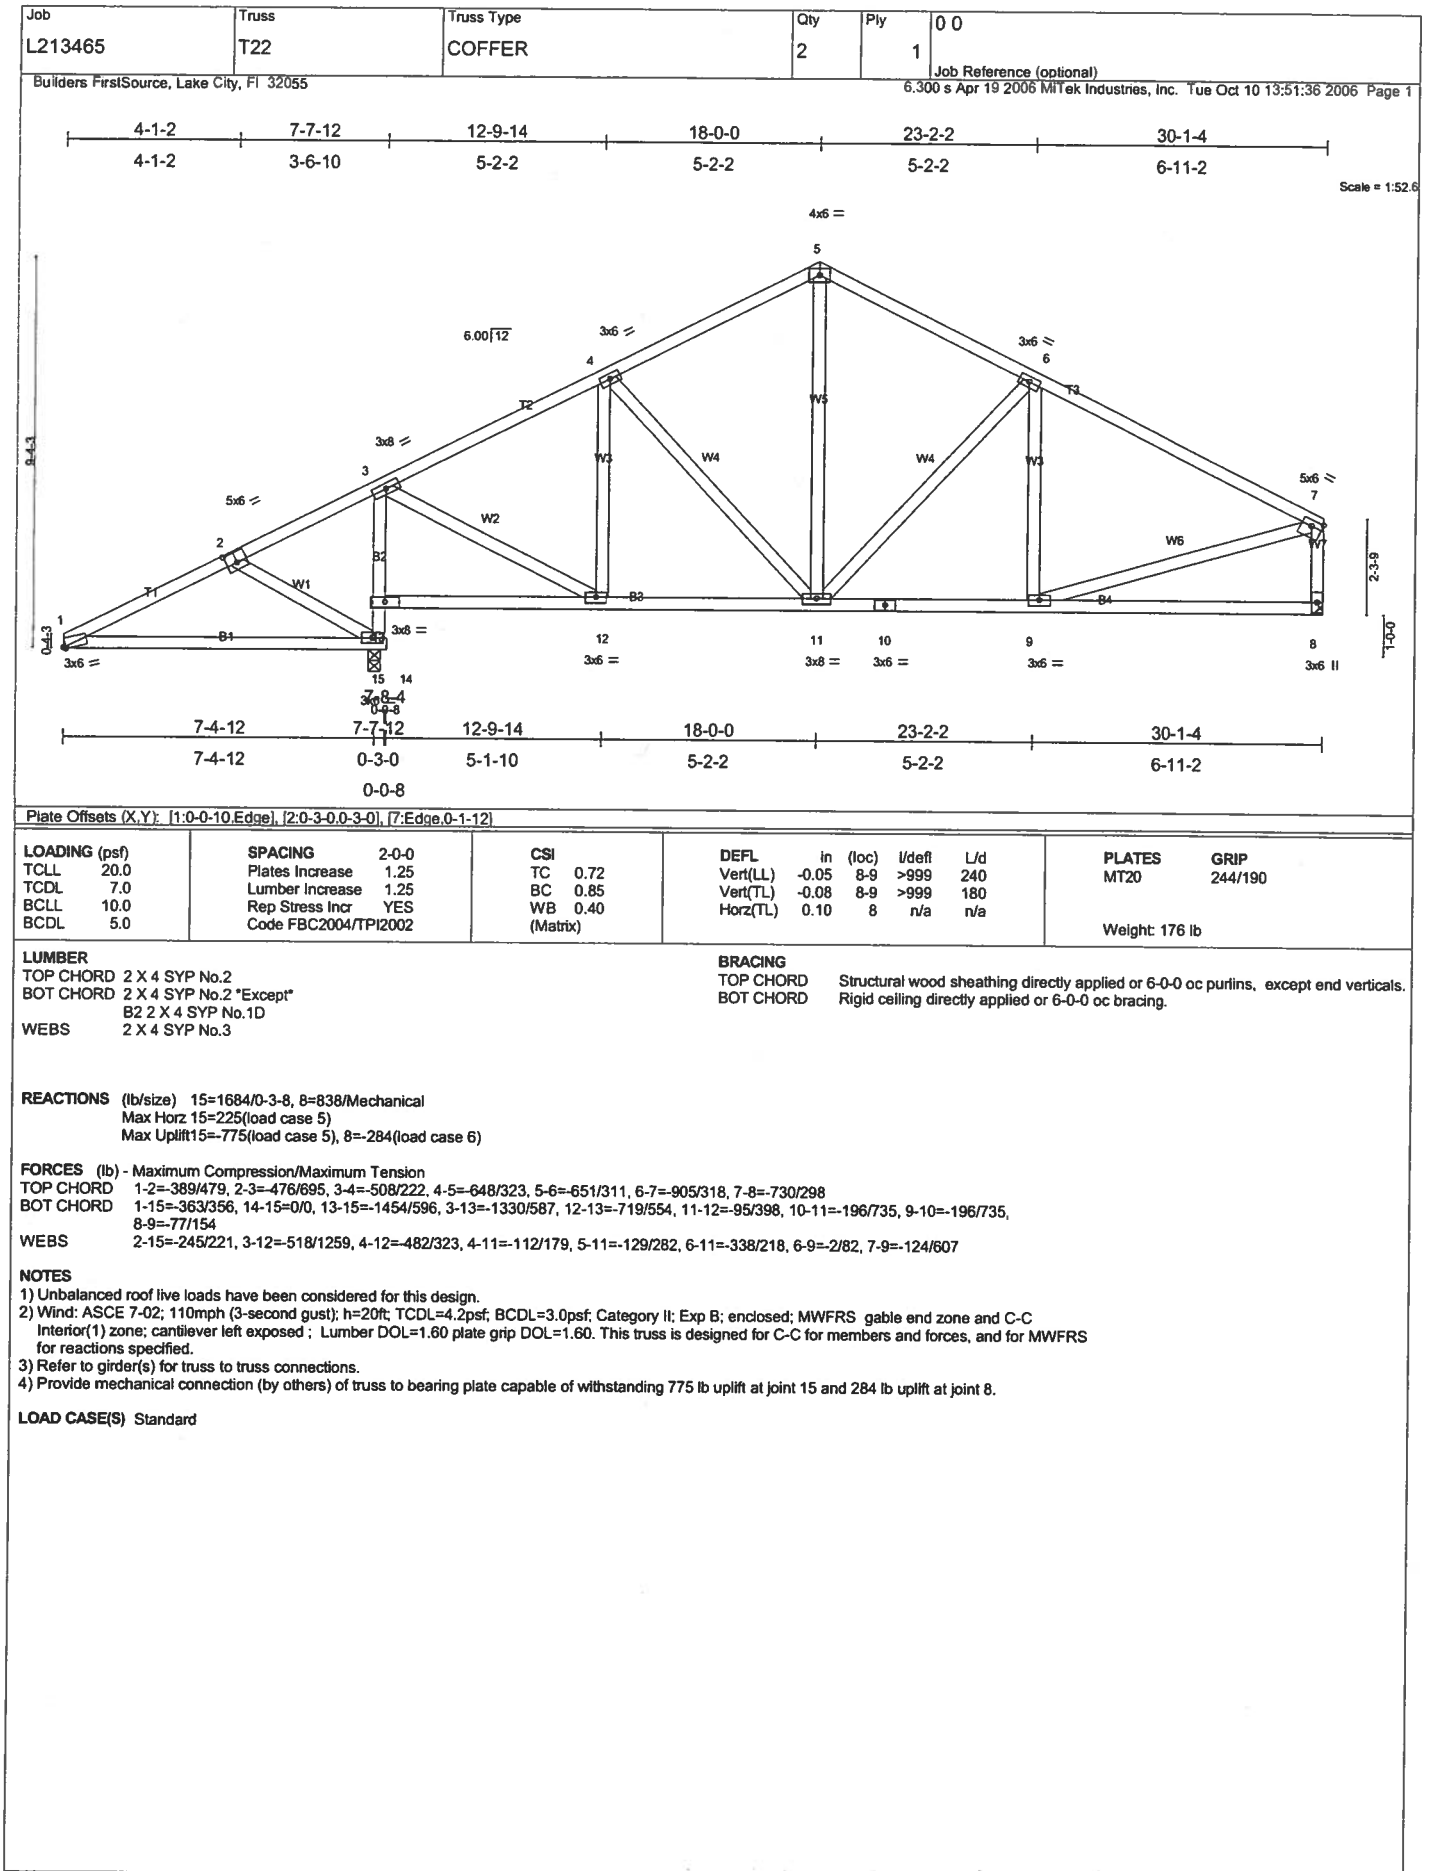 Job
Truss
Truss Type
Qty
Ply
0 0
L213465
T22
COFFER
2
1
Job Reference (optional)
Builders FirstSource, Lake City, Fl 32055
6.300 s Apr 19 2006 MiTek Industries, Inc. Tue Oct 10 13:51:36 2006 Page 1
4-1-2 7-7-12 12-9-14 18-0-0 23-2-2 30-1-4
4-1-2 3-6-10 5-2-2 5-2-2 5-2-2 6-11-2
Scale = 1:52.6
4x6 =
5
6.00 12
3x6 =
4
3x6 =
6
T3
T2
W5
3x8 =
3
W3
W4
W4
W3
5x6 =
7
5x6 =
2
W2
W6
W7
B2
W1
T1
2-3-9
9-4-3
1
B3
B4
0-4-3
B1
3x8 =
1-0-0
3x6 =
12
3x6 =
11
3x8 =
10
3x6 =
9
3x6 =
8
3x6 II
15 14
7-8-4
3x6 =
0-0-8
7-4-12 7-7-12 12-9-14 18-0-0 23-2-2 30-1-4
7-4-12 0-3-0 5-1-10 5-2-2 5-2-2 6-11-2
0-0-8
Plate Offsets (X,Y): [1:0-0-10,Edge], [2:0-3-0,0-3-0], [7:Edge,0-1-12]
LOADING (psf)
TCLL 20.0
TCDL 7.0
BCLL 10.0
BCDL 5.0
SPACING 2-0-0
Plates Increase 1.25
Lumber Increase 1.25
Rep Stress Incr YES
Code FBC2004/TPI2002
CSI
TC 0.72
BC 0.85
WB 0.40
(Matrix)
DEFL in (loc) l/defl L/d
Vert(LL) -0.05 8-9 >999 240
Vert(TL) -0.08 8-9 >999 180
Horz(TL) 0.10 8 n/a n/a
PLATES GRIP
MT20 244/190
Weight: 176 lb
LUMBER
TOP CHORD 2 X 4 SYP No.2
BOT CHORD 2 X 4 SYP No.2 *Except*
B2 2 X 4 SYP No.1D
WEBS 2 X 4 SYP No.3
BRACING
TOP CHORD Structural wood sheathing directly applied or 6-0-0 oc purlins, except end verticals.
BOT CHORD Rigid ceiling directly applied or 6-0-0 oc bracing.
REACTIONS (lb/size) 15=1684/0-3-8, 8=838/Mechanical
Max Horz 15=225(load case 5)
Max Uplift15=-775(load case 5), 8=-284(load case 6)
FORCES (lb) - Maximum Compression/Maximum Tension
TOP CHORD 1-2=-389/479, 2-3=-476/695, 3-4=-508/222, 4-5=-648/323, 5-6=-651/311, 6-7=-905/318, 7-8=-730/298
BOT CHORD 1-15=-363/356, 14-15=0/0, 13-15=-1454/596, 3-13=-1330/587, 12-13=-719/554, 11-12=-95/398, 10-11=-196/735, 9-10=-196/735,
8-9=-77/154
WEBS 2-15=-245/221, 3-12=-518/1259, 4-12=-482/323, 4-11=-112/179, 5-11=-129/282, 6-11=-338/218, 6-9=-2/82, 7-9=-124/607
NOTES
1) Unbalanced roof live loads have been considered for this design.
2) Wind: ASCE 7-02; 110mph (3-second gust); h=20ft; TCDL=4.2psf; BCDL=3.0psf; Category II; Exp B; enclosed; MWFRS gable end zone and C-C
Interior(1) zone; cantilever left exposed ; Lumber DOL=1.60 plate grip DOL=1.60. This truss is designed for C-C for members and forces, and for MWFRS
for reactions specified.
3) Refer to girder(s) for truss to truss connections.
4) Provide mechanical connection (by others) of truss to bearing plate capable of withstanding 775 lb uplift at joint 15 and 284 lb uplift at joint 8.
LOAD CASE(S) Standard